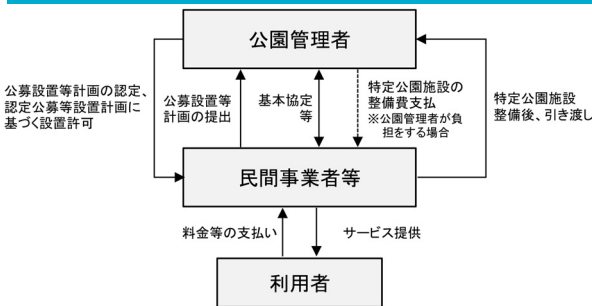 公園管理者
公募設置等計画の認定、
認定公募等設置計画に
基づく設置許可
公募設置等
計画の提出
基本協定
等
特定公園施設の
整備費支払
※公園管理者が負
担をする場合
特定公園施設
整備後、引き渡し
民間事業者等
料金等の支払い
サービス提供
利用者